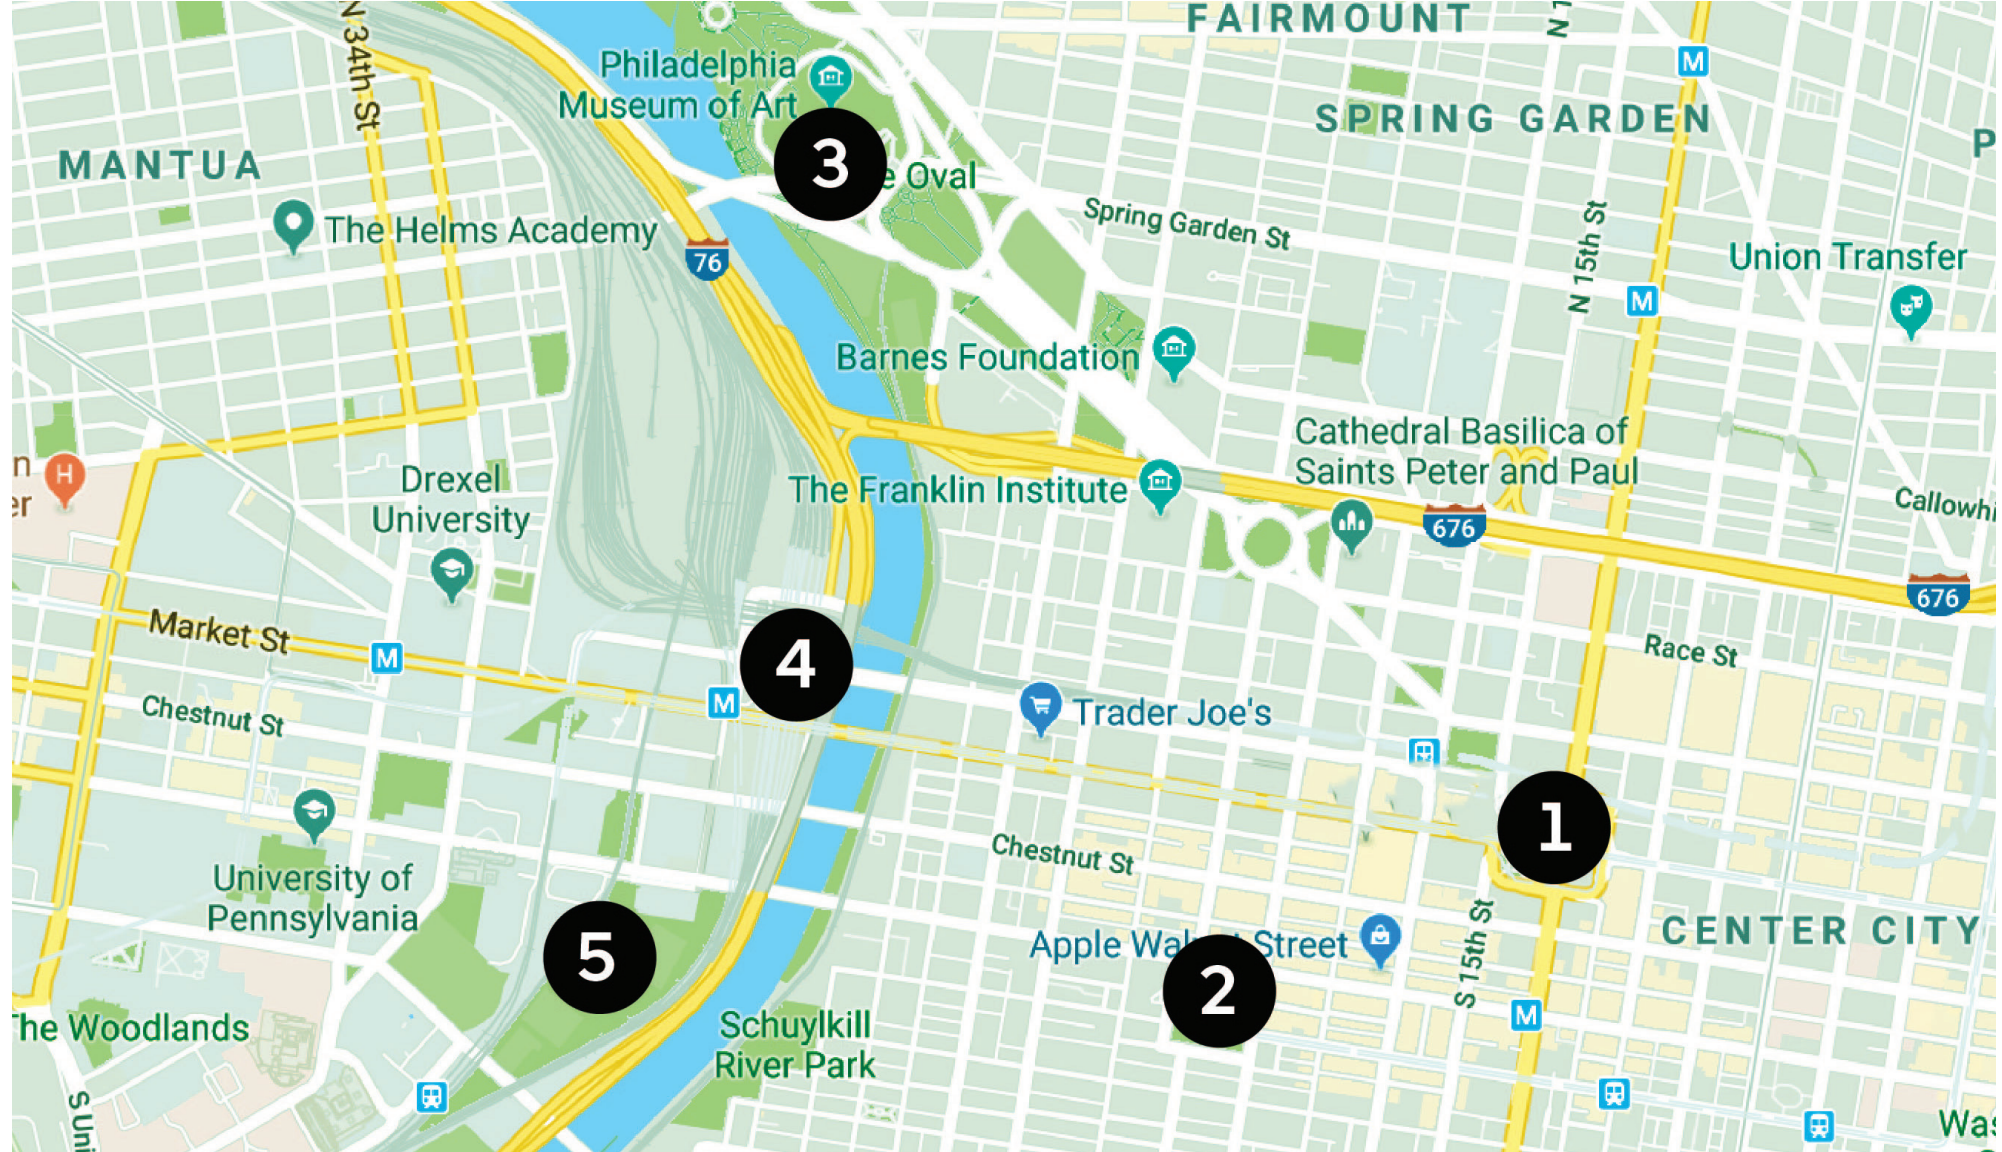 FAIRMOUNT
N 34th St
Philadelphia
Museum of Art
M
SPRING GARDEN
MANTUA
3
Oval
The Helms Academy
Spring Garden St
N 15th St
Union Transfer
76
M
Barnes Foundation
Cathedral Basilica of
Saints Peter and Paul
H
Drexel
University
The Franklin Institute
676
Callowhi
676
Market St
M
4
Race St
M
Chestnut St
Trader Joe's
1
Chestnut St
University of
Pennsylvania
5
Apple Walnut Street
2
S 15th St
CENTER CITY
The Woodlands
Schuylkill
River Park
M
S Uni
Was